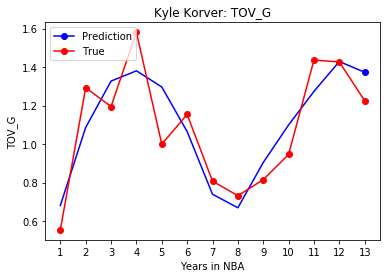 Kyle Korver: TOV_G
Prediction
True
1.6
1.4
1.2
1.0
0.8
0.6
TOV_G
1 2 3 4 5 6 7 8 9 10 11 12 13
Years in NBA